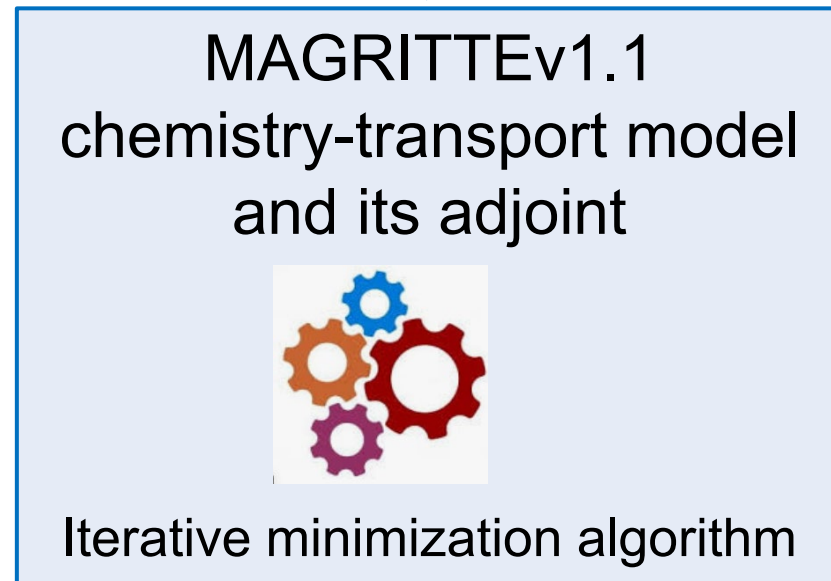 MAGRITTEv1.1
chemistry-transport model
and its adjoint
Iterative minimization algorithm